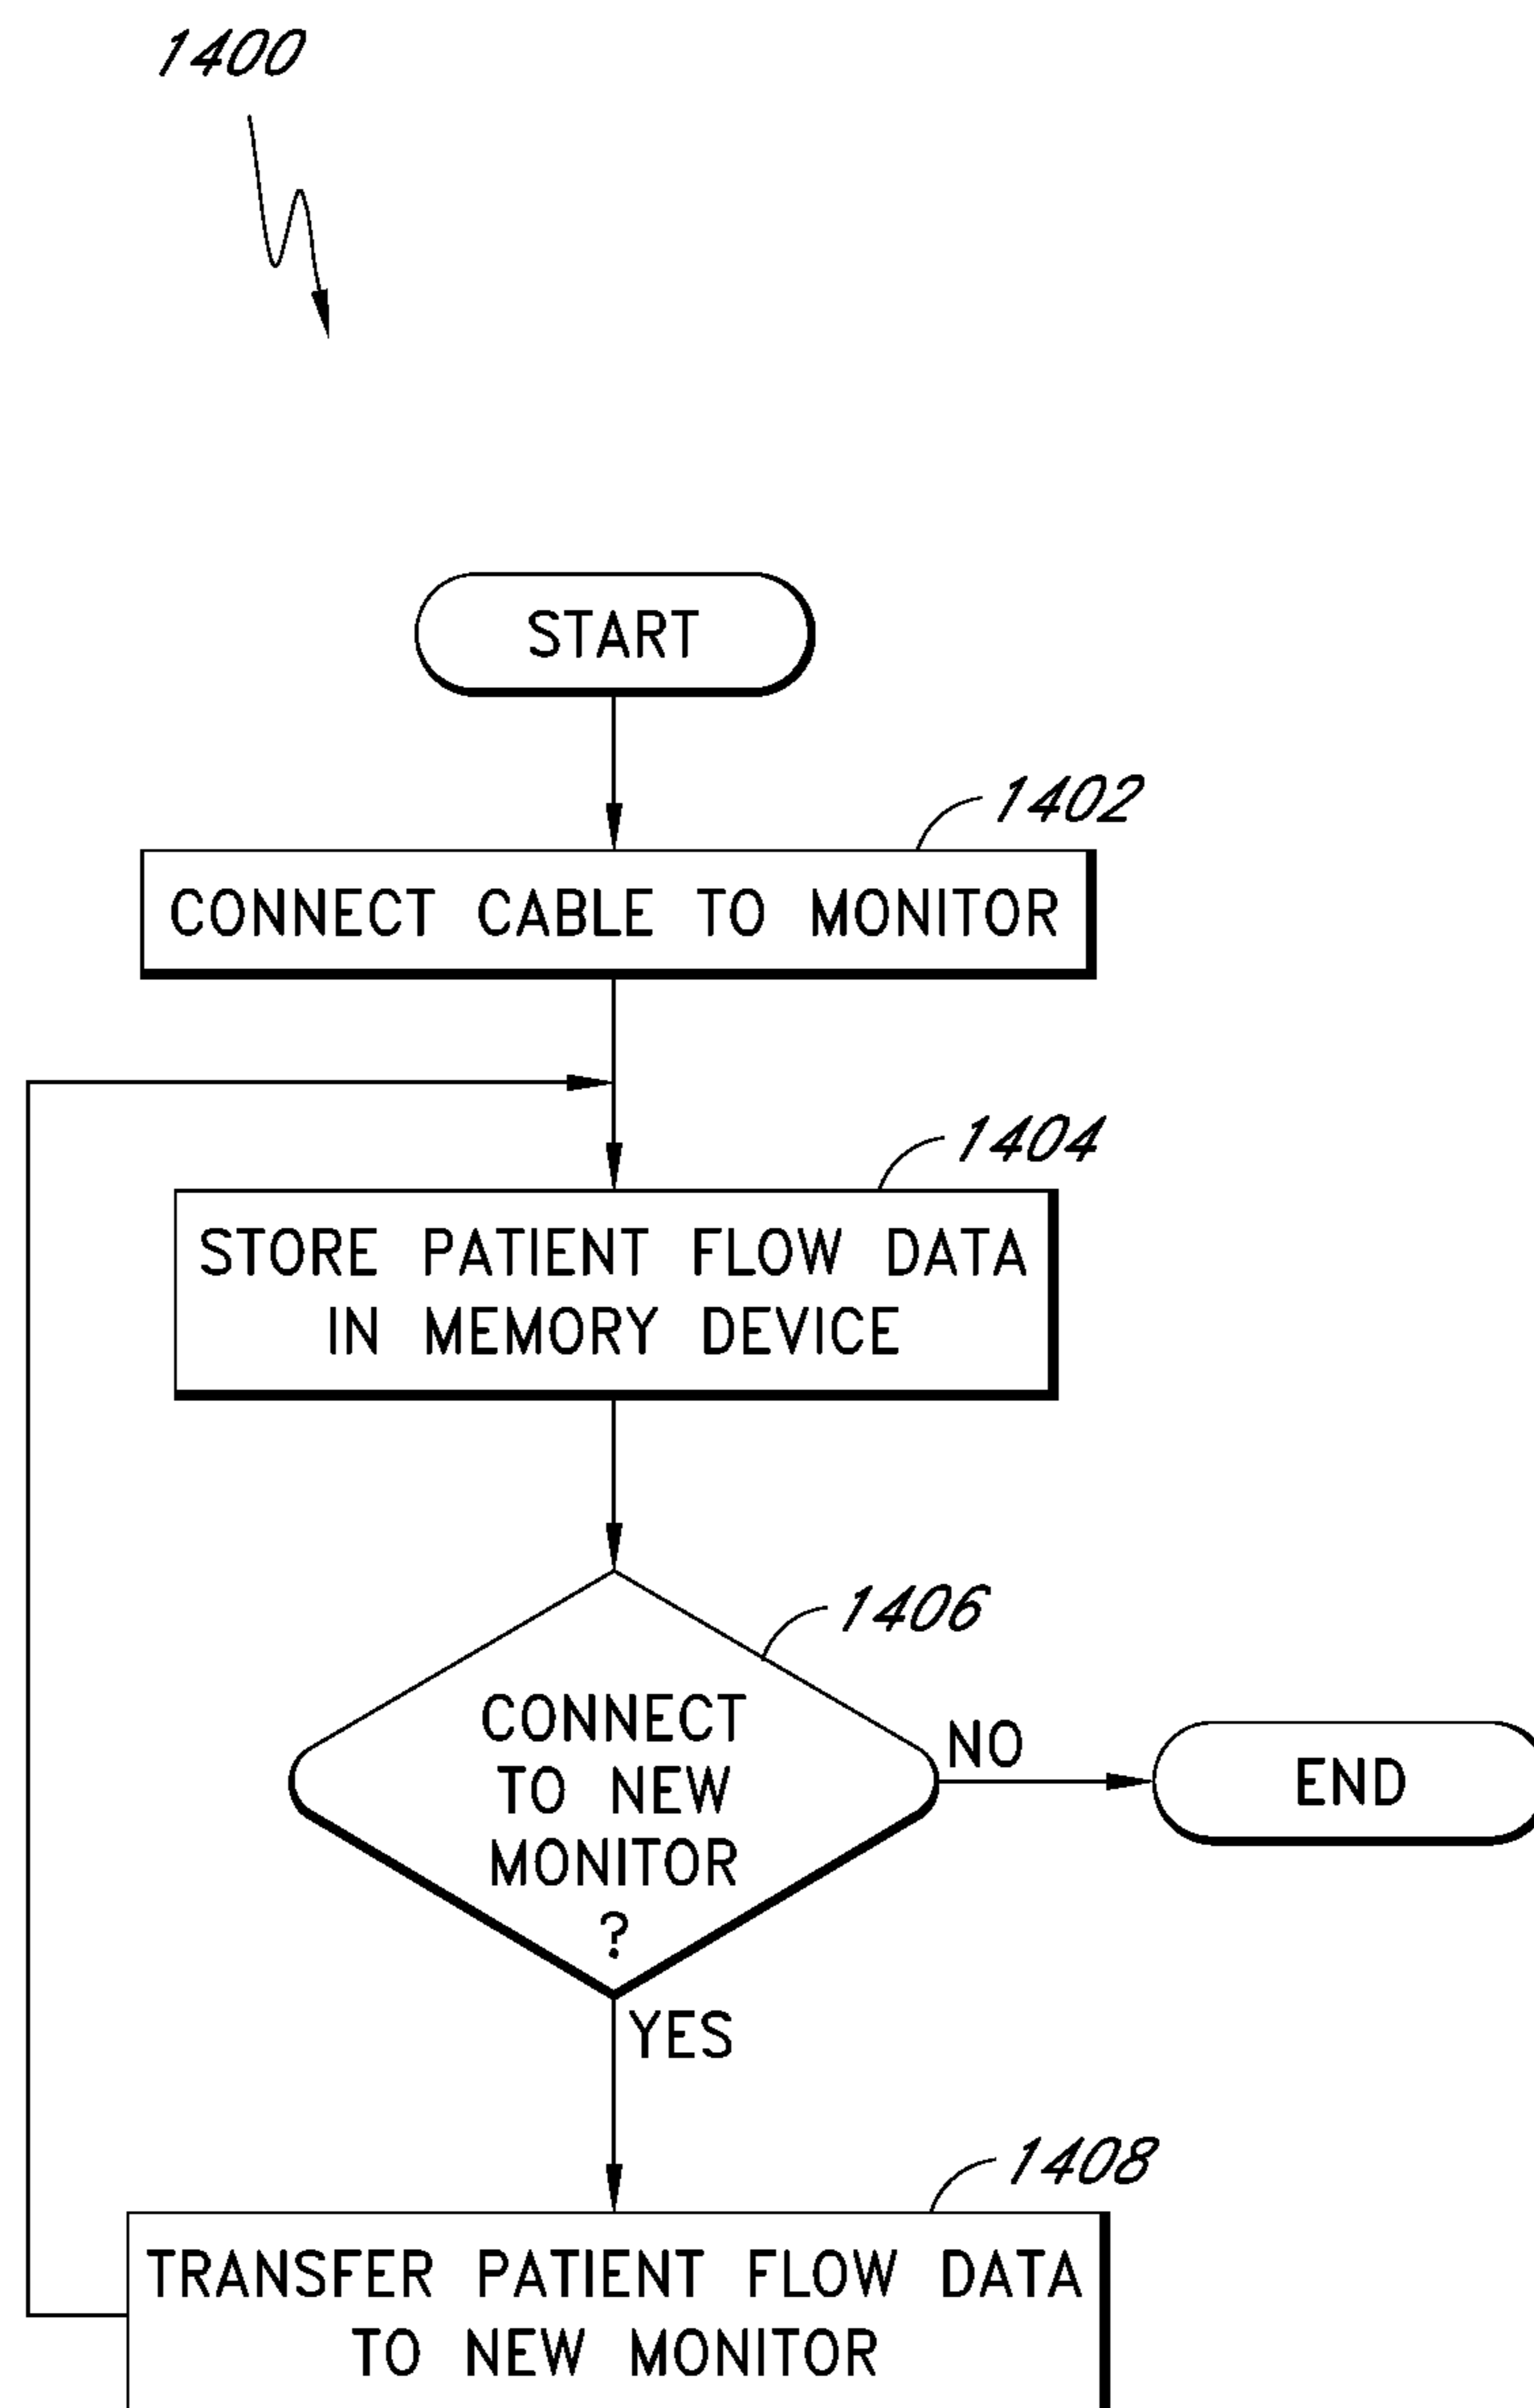 1400
START
1402
CONNECT CABLE TO MONITOR
1404
STORE PATIENT FLOW DATA
IN MEMORY DEVICE
1406
CONNECT
TO NEW
MONITOR
?
NO
END
YES
1408
TRANSFER PATIENT FLOW DATA
TO NEW MONITOR